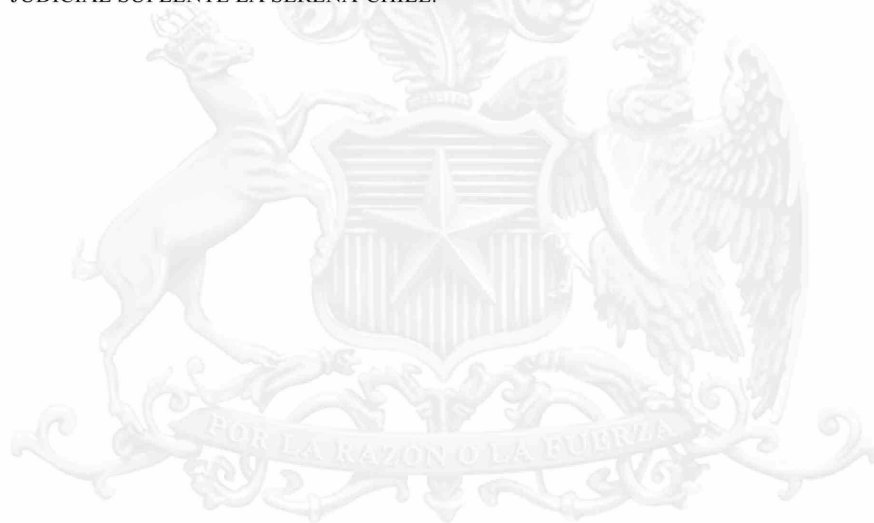 JUDICIAL SUPLENTE LA SERENA CHILE.
POR LA RAZON O LA FUERZA